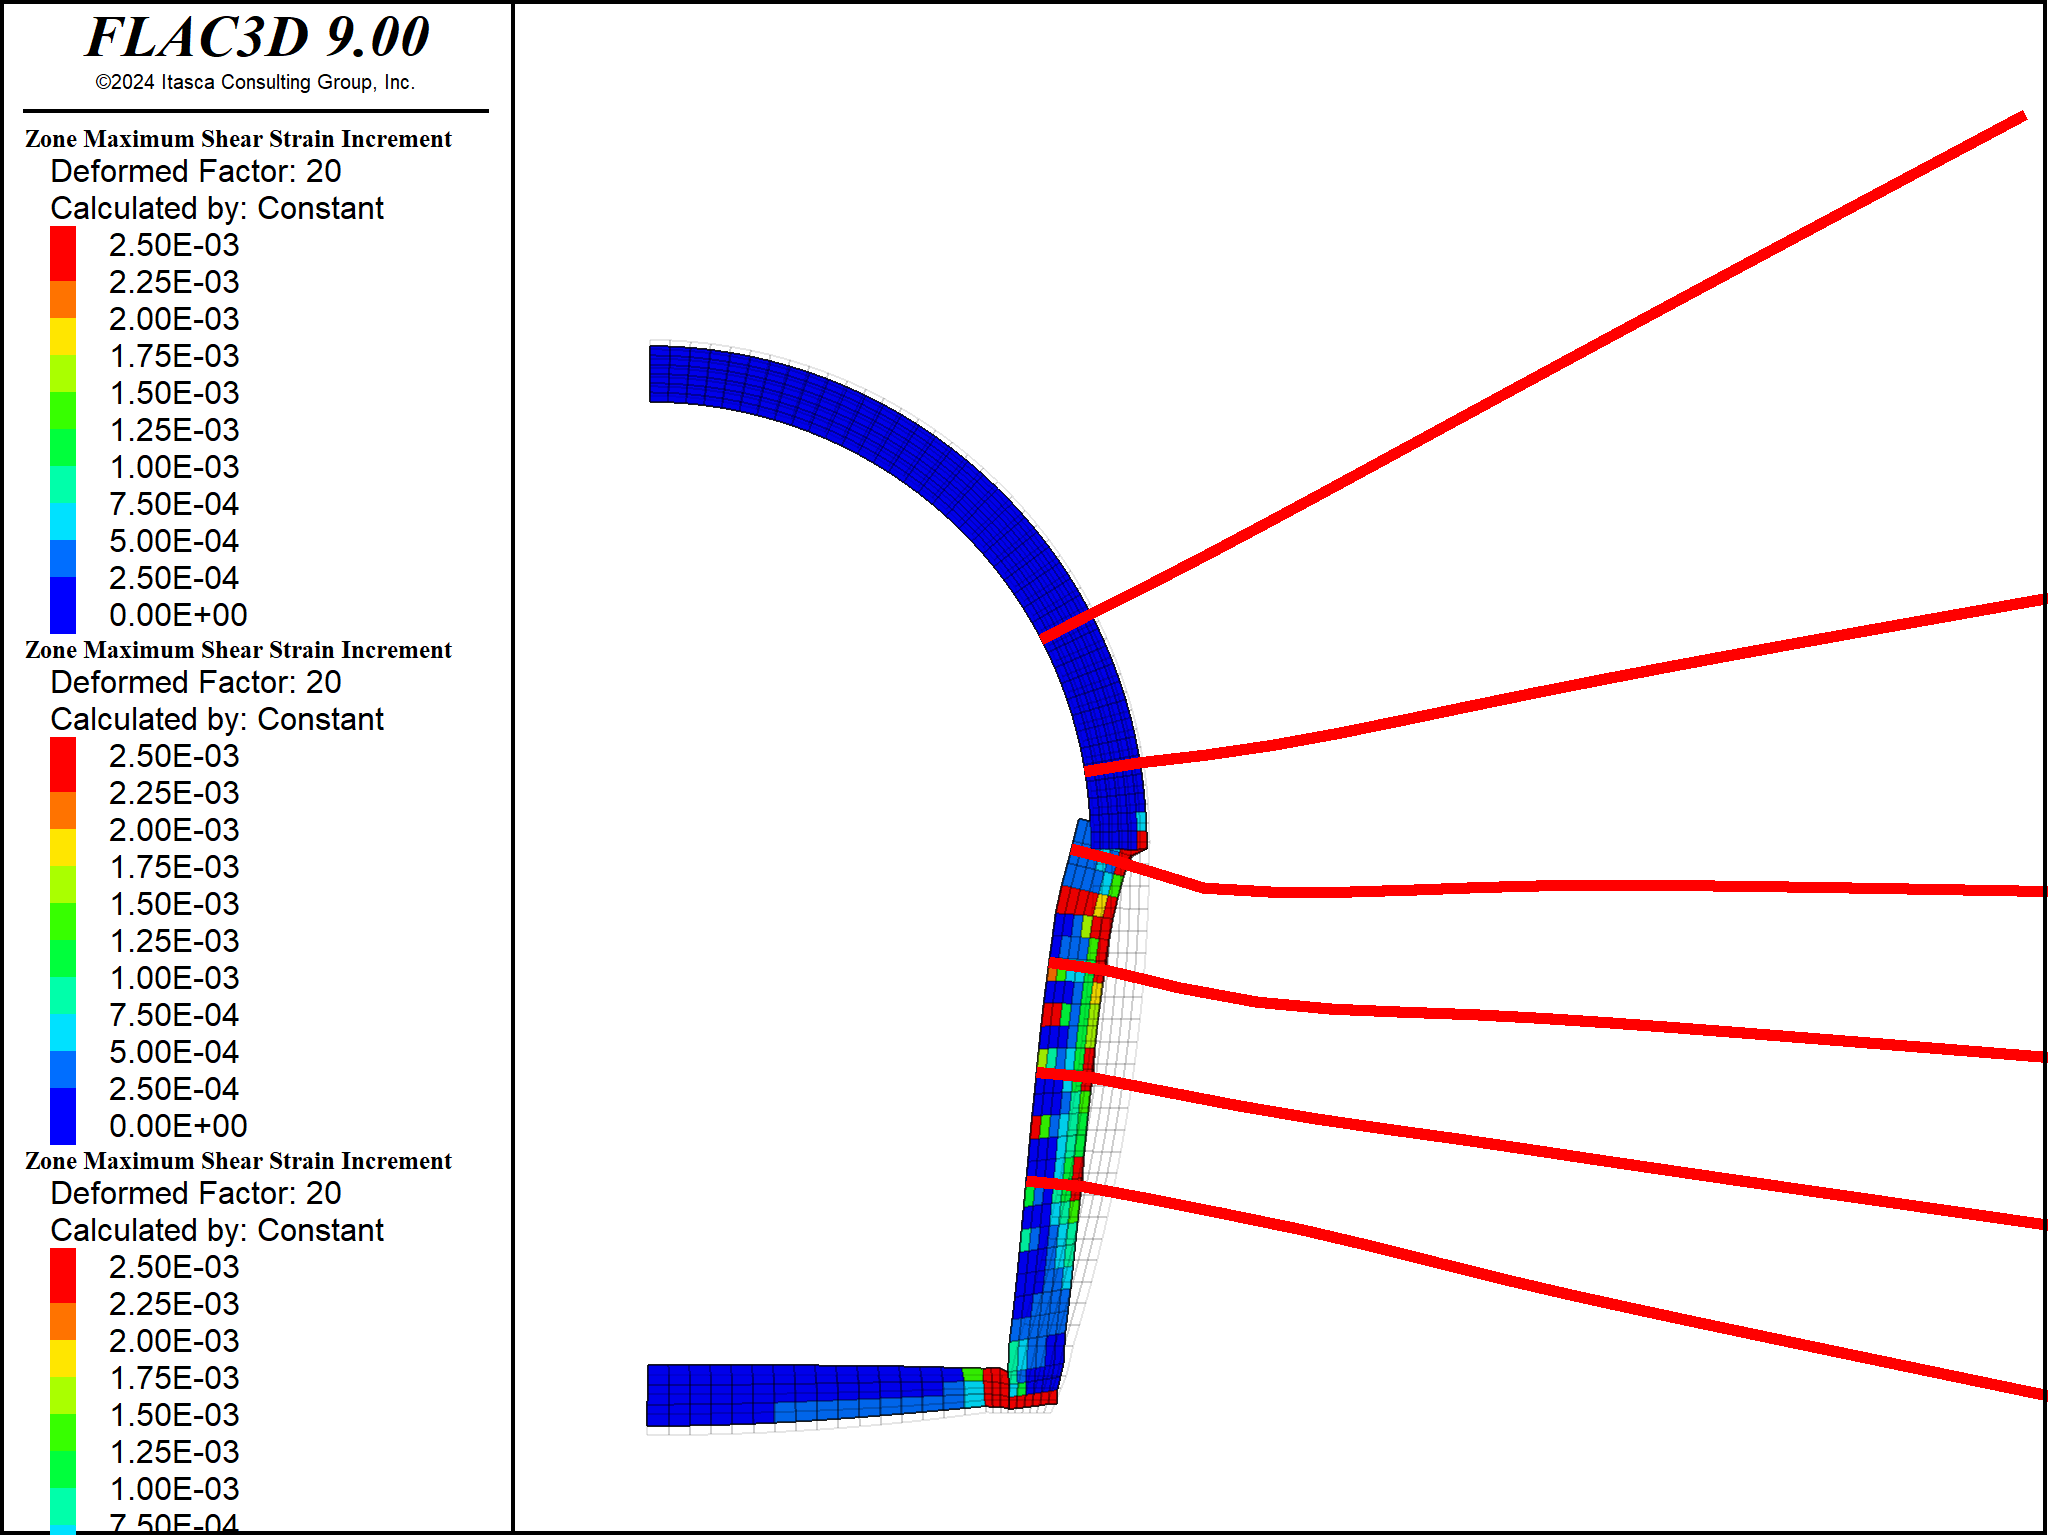 FLAC3D 9.00
©2024 Itasca Consulting Group, Inc.
Zone Maximum Shear Strain Increment
Deformed Factor: 20
Calculated by: Constant
2.50E-03
2.25E-03
2.00E-03
1.75E-03
1.50E-03
1.25E-03
1.00E-03
7.50E-04
5.00E-04
2.50E-04
0.00E+00
Zone Maximum Shear Strain Increment
Deformed Factor: 20
Calculated by: Constant
2.50E-03
2.25E-03
2.00E-03
1.75E-03
1.50E-03
1.25E-03
1.00E-03
7.50E-04
5.00E-04
2.50E-04
0.00E+00
Zone Maximum Shear Strain Increment
Deformed Factor: 20
Calculated by: Constant
2.50E-03
2.25E-03
2.00E-03
1.75E-03
1.50E-03
1.25E-03
1.00E-03
7.50E-04